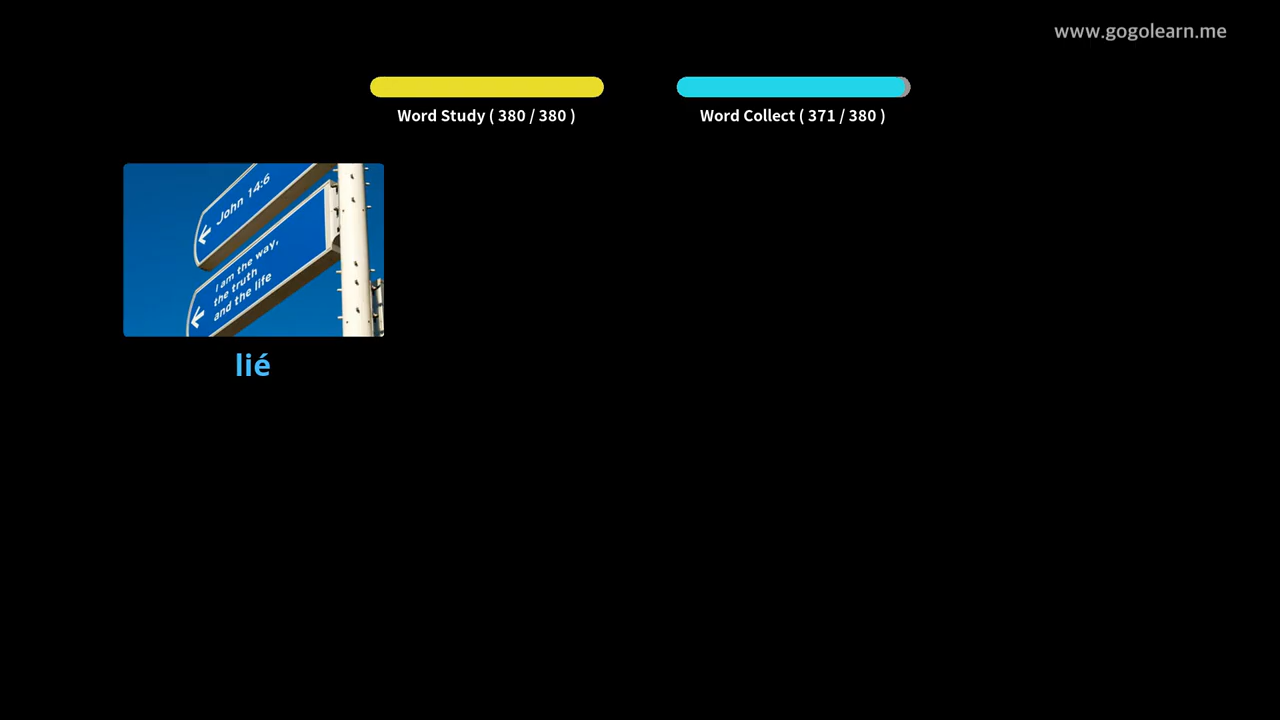 www.gogolearn.me
Word Study ( 380 / 380 )
Word Collect ( 371 / 380 )
John 14:6
I am the way,
the truth
and the life
lié